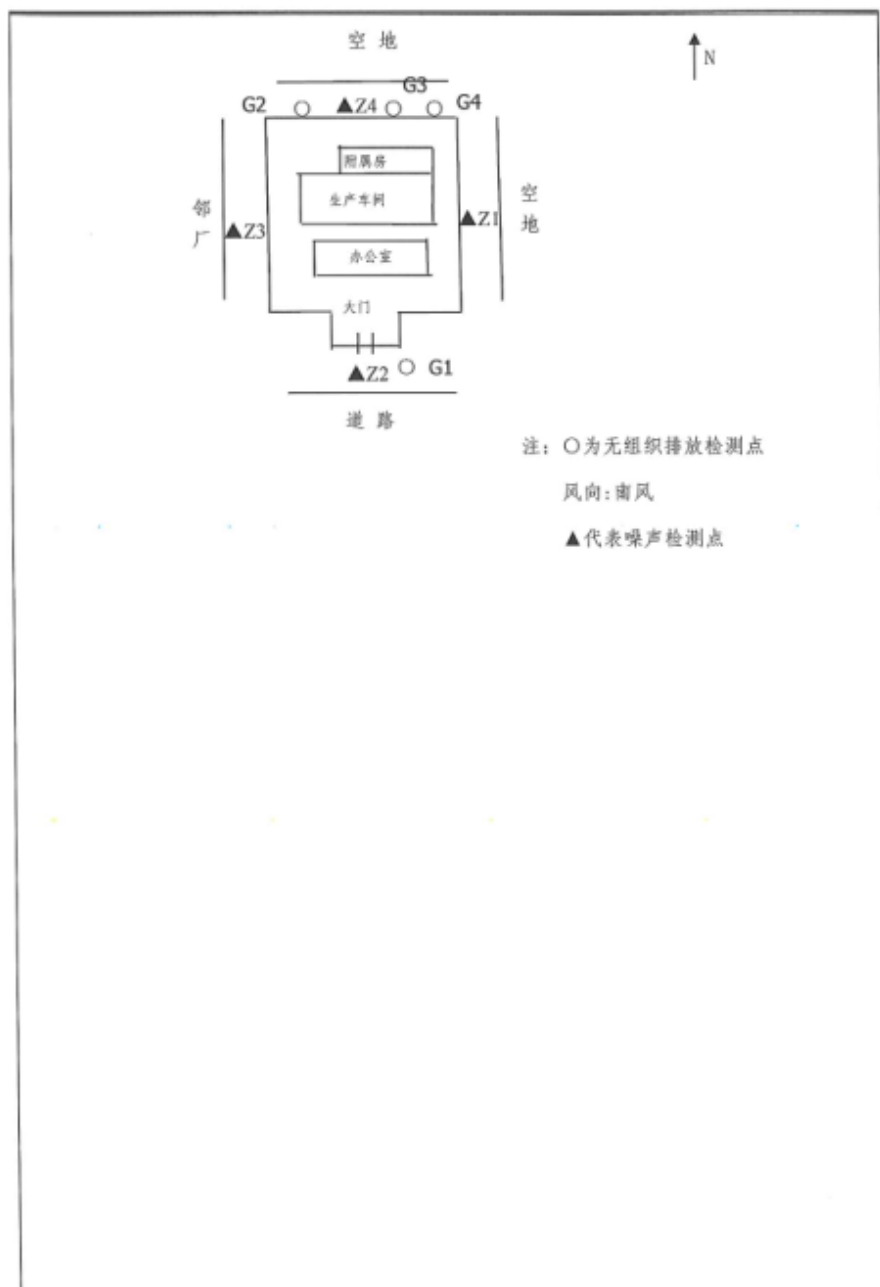 空 地
N
G3
G2
▲Z4
G4
附属房
生产车间
邻厂
▲Z3
▲Z1
空地
办公室
大门
▲Z2
G1
道 路
注：○为无组织排放检测点
风向：南风
▲代表噪声检测点